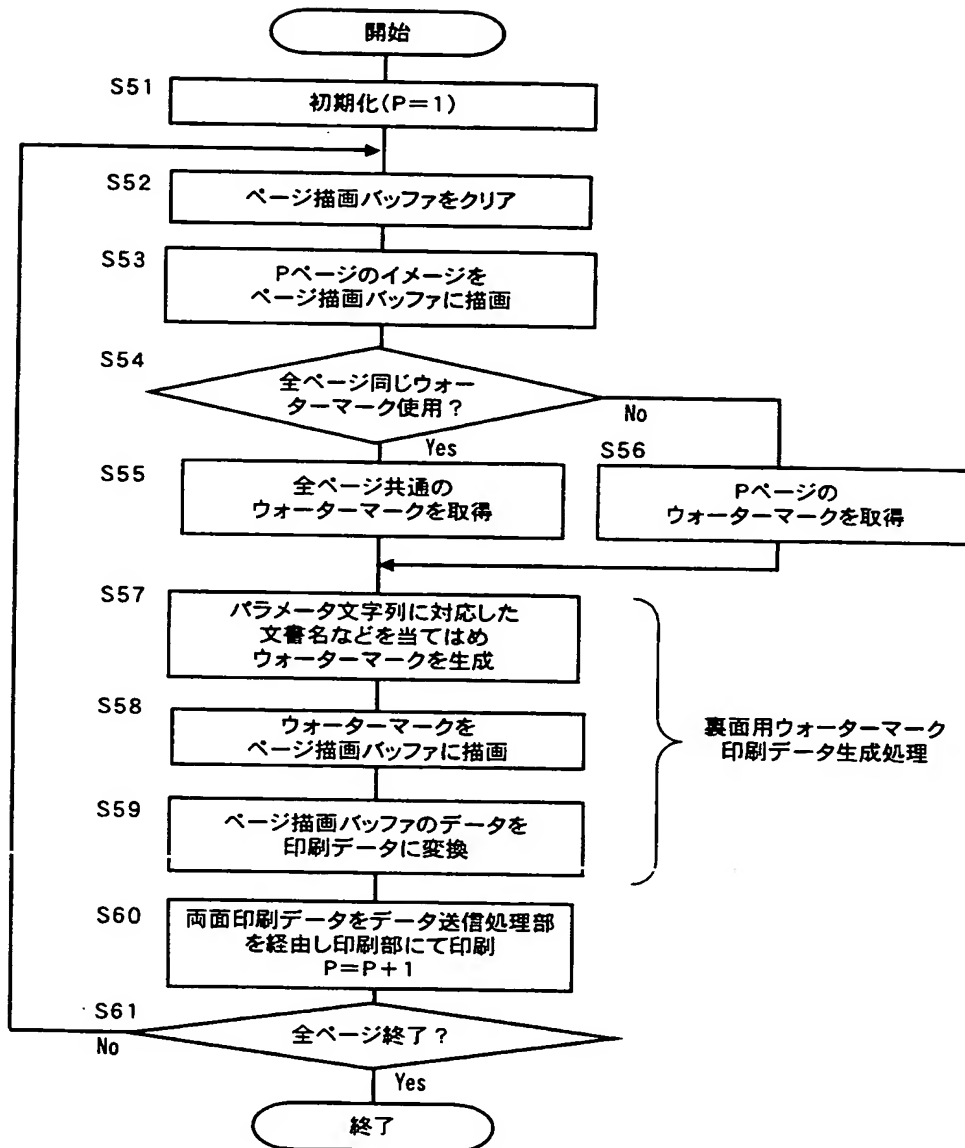 開始
S51
初期化(P=1)
S52
ページ描画バッファをクリア
S53
Pページのイメージを
ページ描画バッファに描画
S54
全ページ同じウォー
ターマーク使用?
No
Yes
S55
全ページ共通の
ウォーターマークを取得
S56
Pページの
ウォーターマークを取得
S57
パラメータ文字列に対応した
文書名などを当てはめ
ウォーターマークを生成
S58
ウォーターマークを
ページ描画バッファに描画
裏面用ウォーターマーク
印刷データ生成処理
S59
ページ描画バッファのデータを
印刷データに変換
S60
両面印刷データをデータ送信処理部
を経由し印刷部にて印刷
P=P+1
S61
全ページ終了?
No
Yes
終了